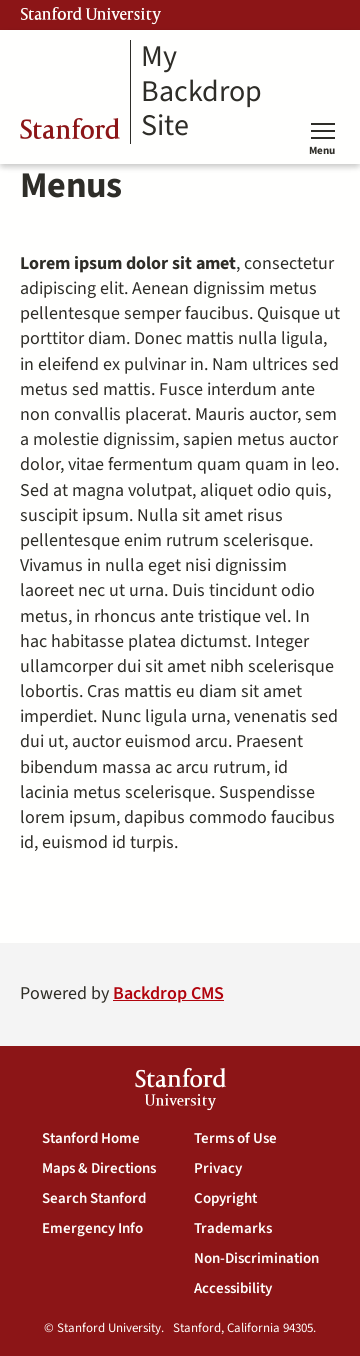 Stanford University
Stanford
My
Backdrop
Site
Menu
Menus
Lorem ipsum dolor sit amet, consectetur
adipiscing elit. Aenean dignissim metus
pellentesque semper faucibus. Quisque ut
porttitor diam. Donec mattis nulla ligula,
in eleifend ex pulvinar in. Nam ultrices sed
metus sed mattis. Fusce interdum ante
non convallis placerat. Mauris auctor, sem
a molestie dignissim, sapien metus auctor
dolor, vitae fermentum quam quam in leo.
Sed at magna volutpat, aliquet odio quis,
suscipit ipsum. Nulla sit amet risus
pellentesque enim rutrum scelerisque.
Vivamus in nulla eget nisi dignissim
laoreet nec ut urna. Duis tincidunt odio
metus, in rhoncus ante tristique vel. In
hac habitasse platea dictumst. Integer
ullamcorper dui sit amet nibh scelerisque
lobortis. Cras mattis eu diam sit amet
imperdiet. Nunc ligula urna, venenatis sed
dui ut, auctor euismod arcu. Praesent
bibendum massa ac arcu rutrum, id
lacinia metus scelerisque. Suspendisse
lorem ipsum, dapibus commodo faucibus
id, euismod id turpis.
Powered by Backdrop CMS
Stanford
University
Stanford Home
Maps & Directions
Search Stanford
Emergency Info
Terms of Use
Privacy
Copyright
Trademarks
Non-Discrimination
Accessibility
© Stanford University. Stanford, California 94305.